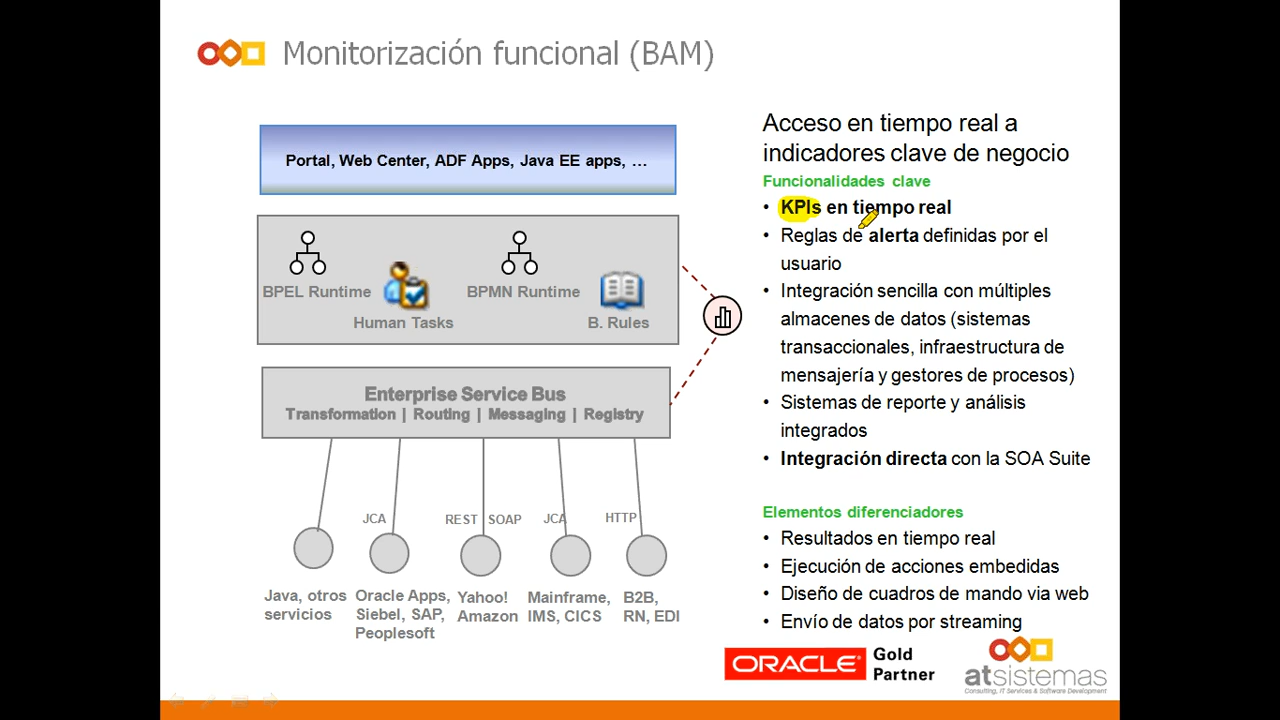 Monitorización funcional (BAM)
Portal, Web Center, ADF Apps, Java EE apps, …
BPEL Runtime
Human Tasks
BPMN Runtime
B. Rules
Enterprise Service Bus
Transformation | Routing | Messaging | Registry
JCA
REST
SOAP
JCA
HTTP
Java, otros
servicios
Oracle Apps,
Siebel, SAP,
Peoplesoft
Yahoo!
Amazon
Mainframe,
IMS, CICS
B2B,
RN, EDI
Acceso en tiempo real a
indicadores clave de negocio
Funcionalidades clave
• KPIs en tiempo real
• Reglas de alerta definidas por el
usuario
• Integración sencilla con múltiples
almacenes de datos (sistemas
transaccionales, infraestructura de
mensajería y gestores de procesos)
• Sistemas de reporte y análisis
integrados
• Integración directa con la SOA Suite
Elementos diferenciadores
• Resultados en tiempo real
• Ejecución de acciones embedidas
• Diseño de cuadros de mando via web
• Envío de datos por streaming
ORACLE
Gold
Partner
atsistemas
Consulting, IT Services & Software Development